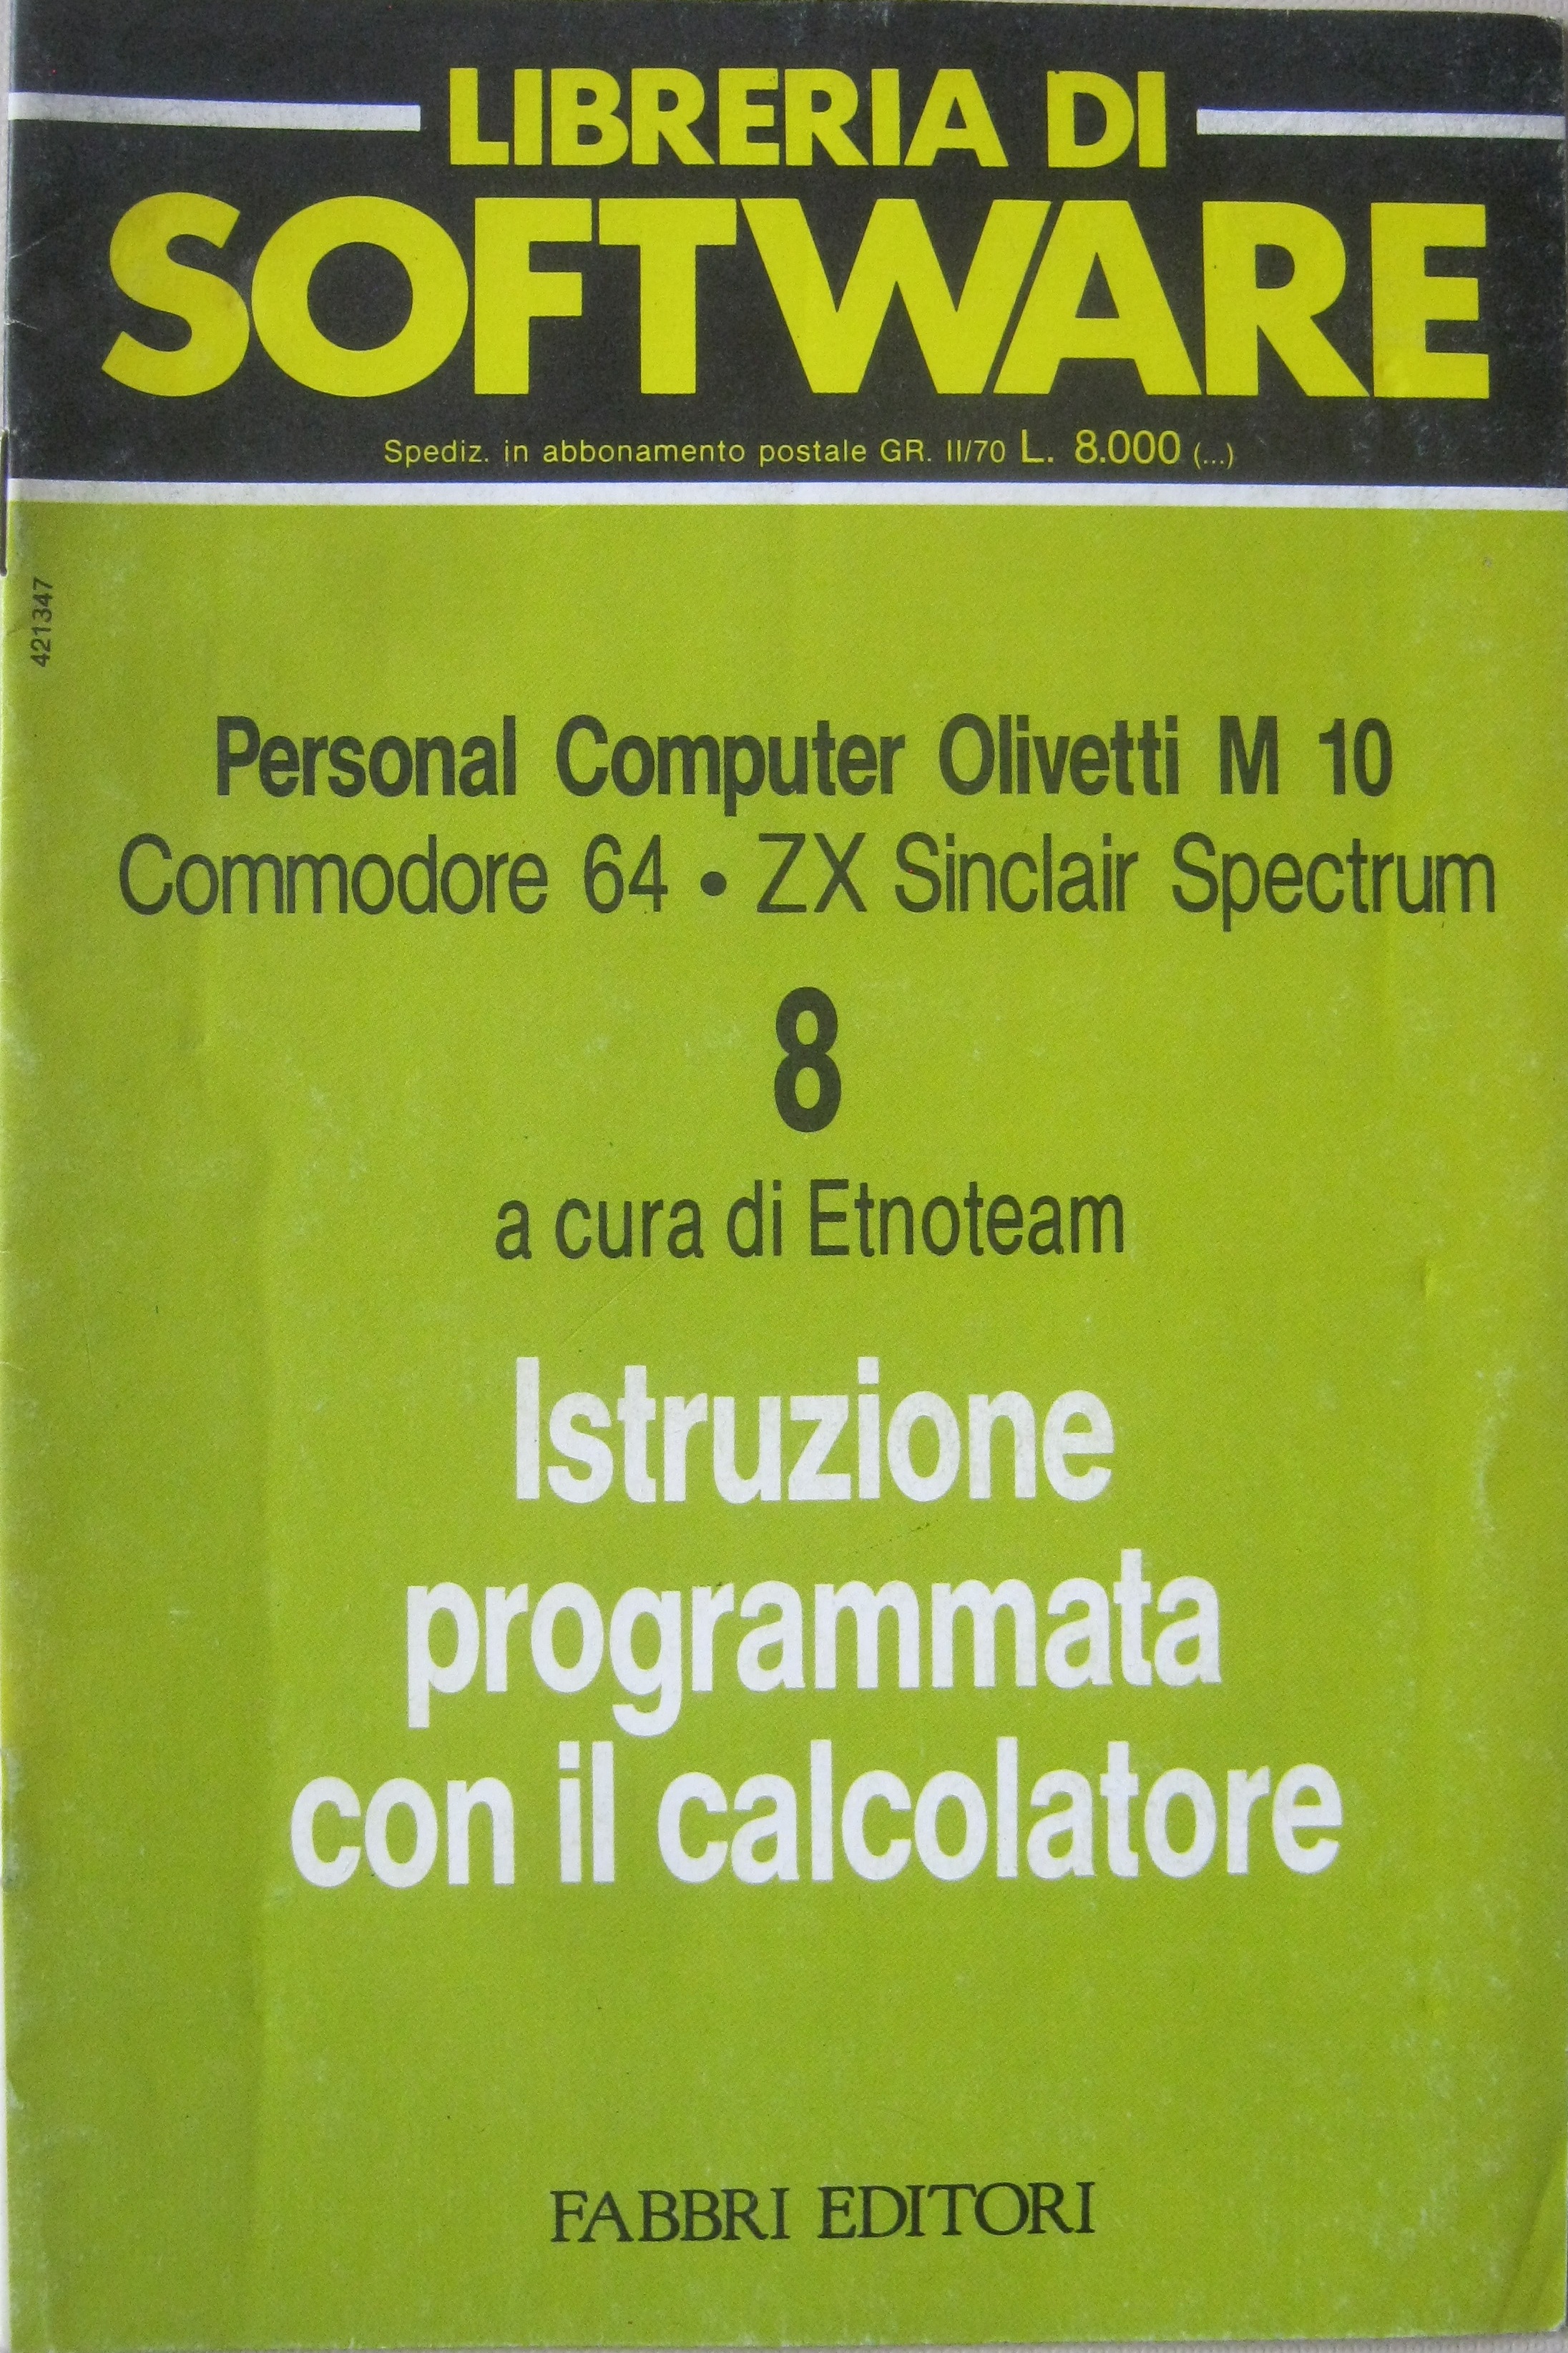 LIBRERIA DI
SOFTWARE
Spediz. in abbonamento postale GR. II/70 L. 8.000 (...)
421347
Personal Computer Olivetti M 10
Commodore 64 • ZX Sinclair Spectrum
8
a cura di Etnoteam
Istruzione
programmata
con il calcolatore
FABBRI EDITORI